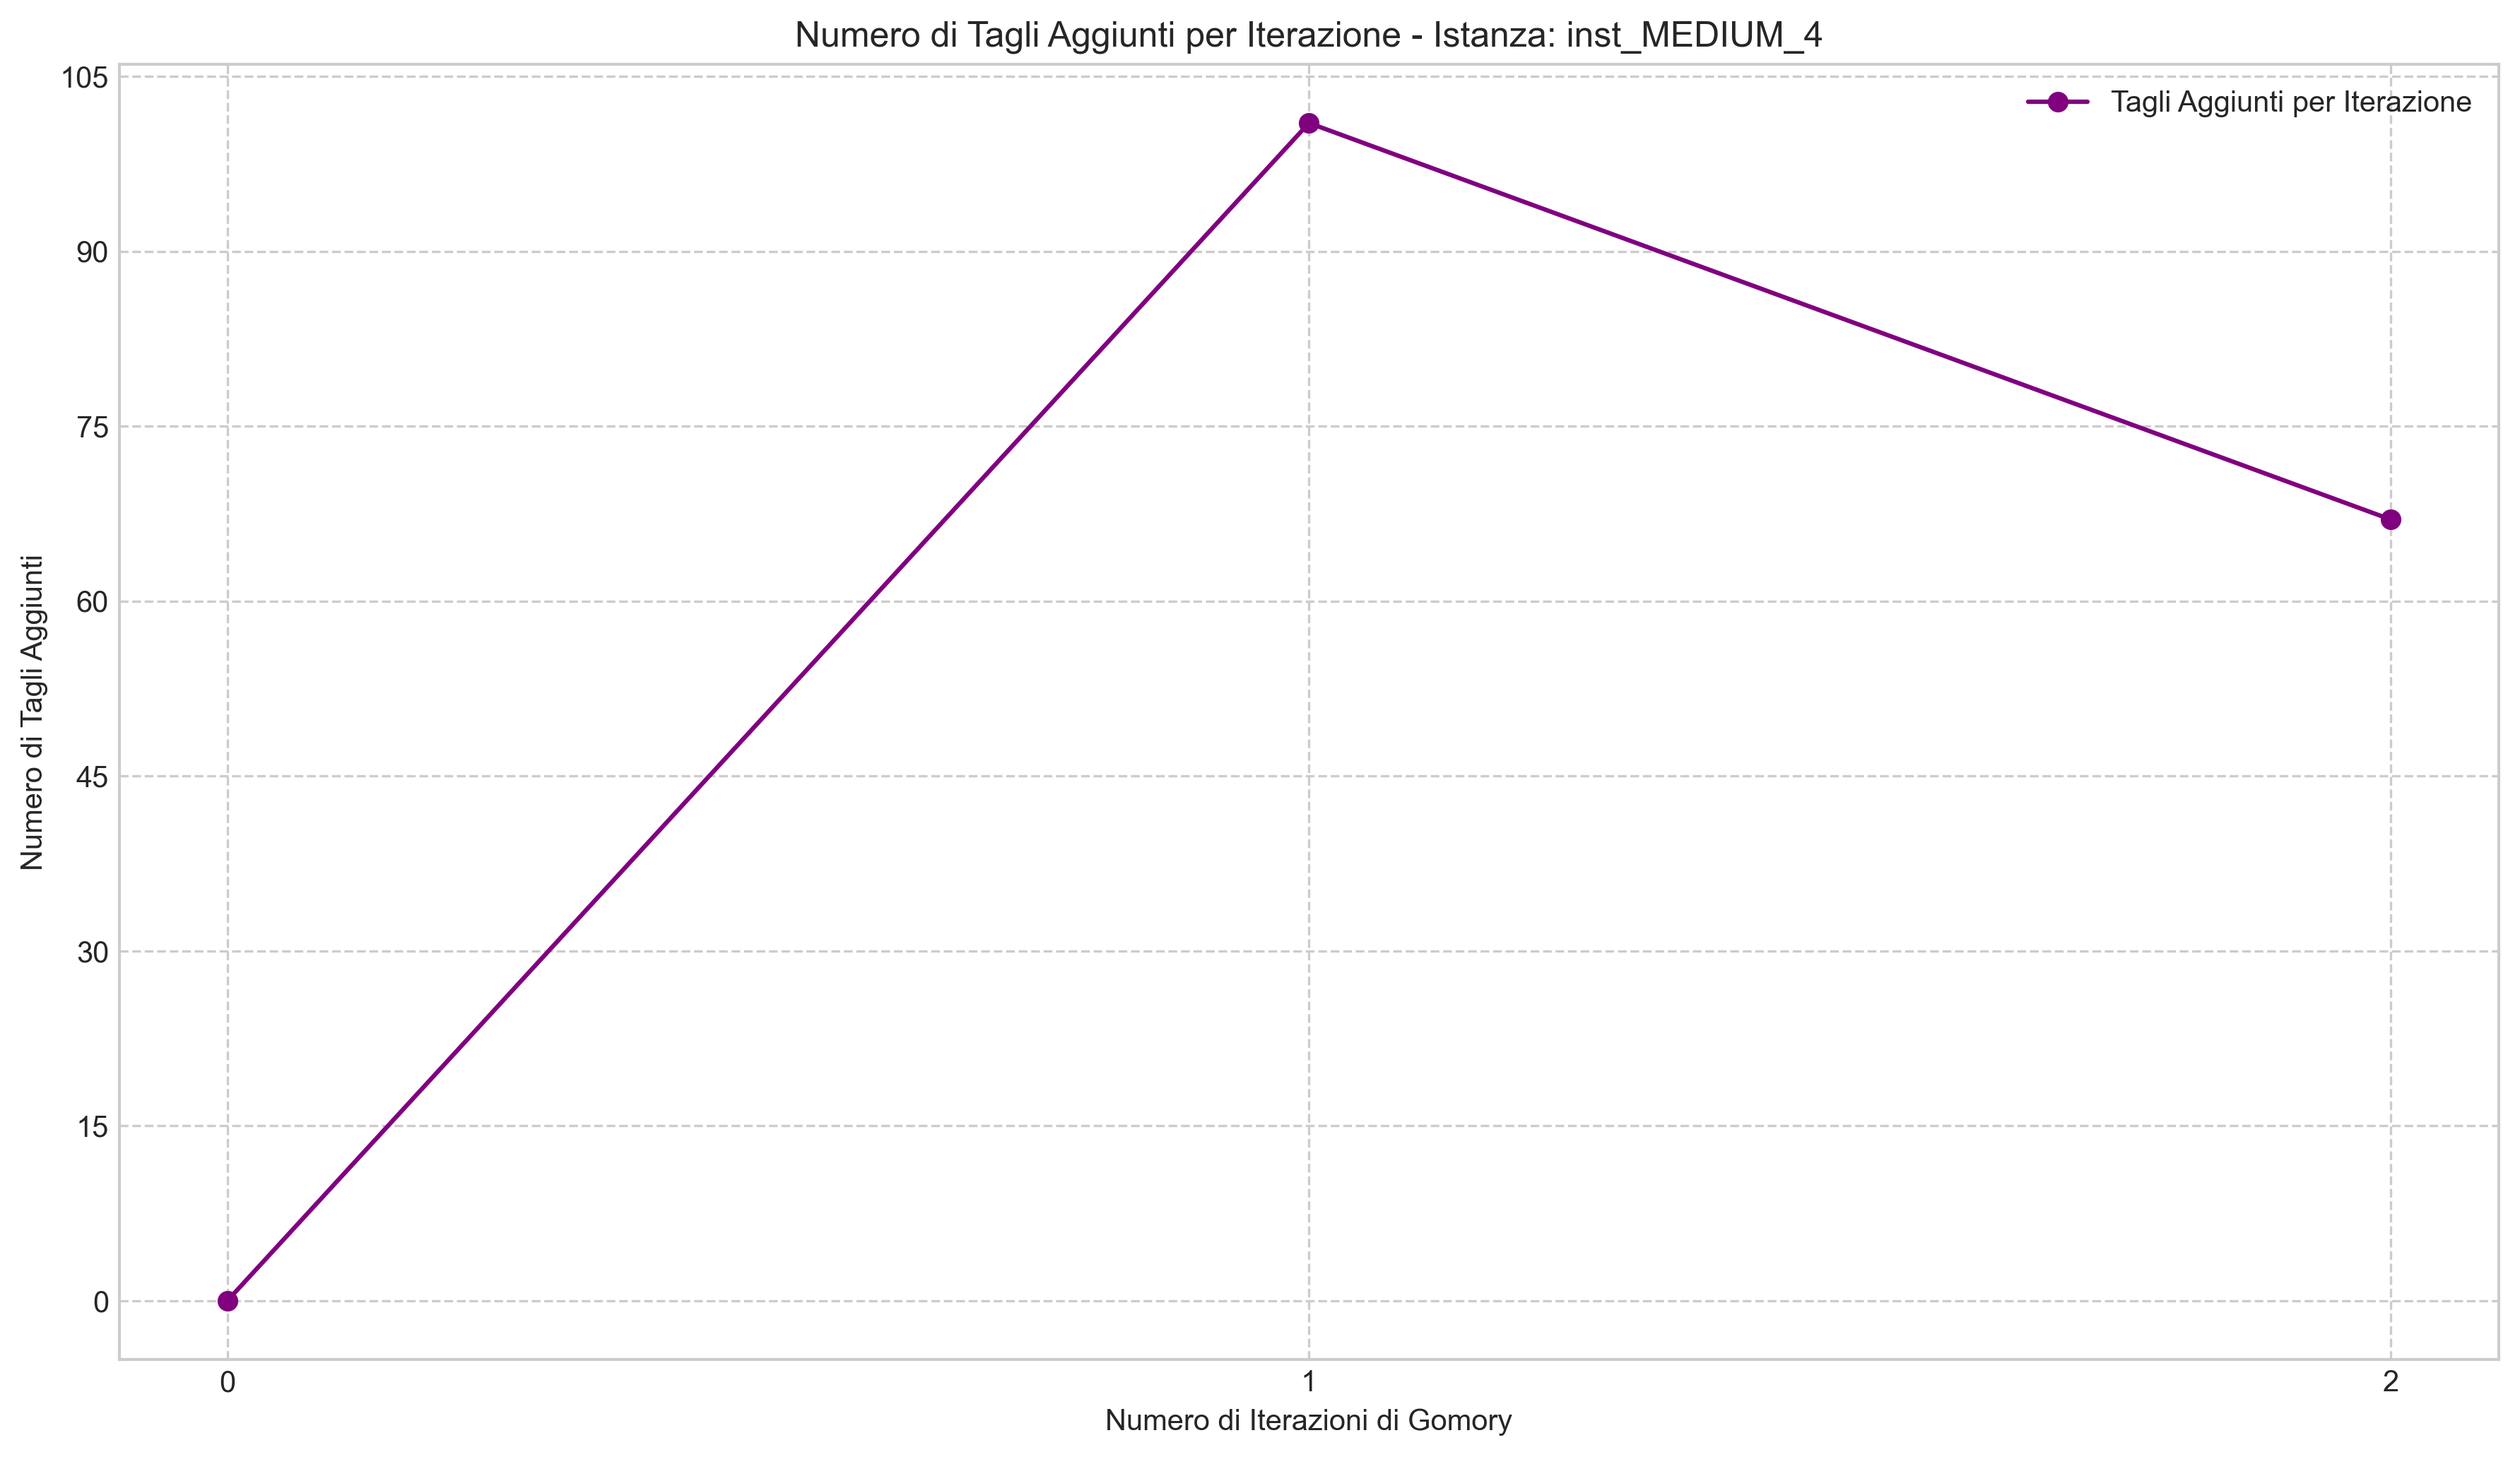 Numero di Tagli Aggiunti per Iterazione - Istanza: inst_MEDIUM_4
Tagli Aggiunti per Iterazione
Numero di Tagli Aggiunti
105
90
75
60
45
30
15
0
0 1 2
Numero di Iterazioni di Gomory